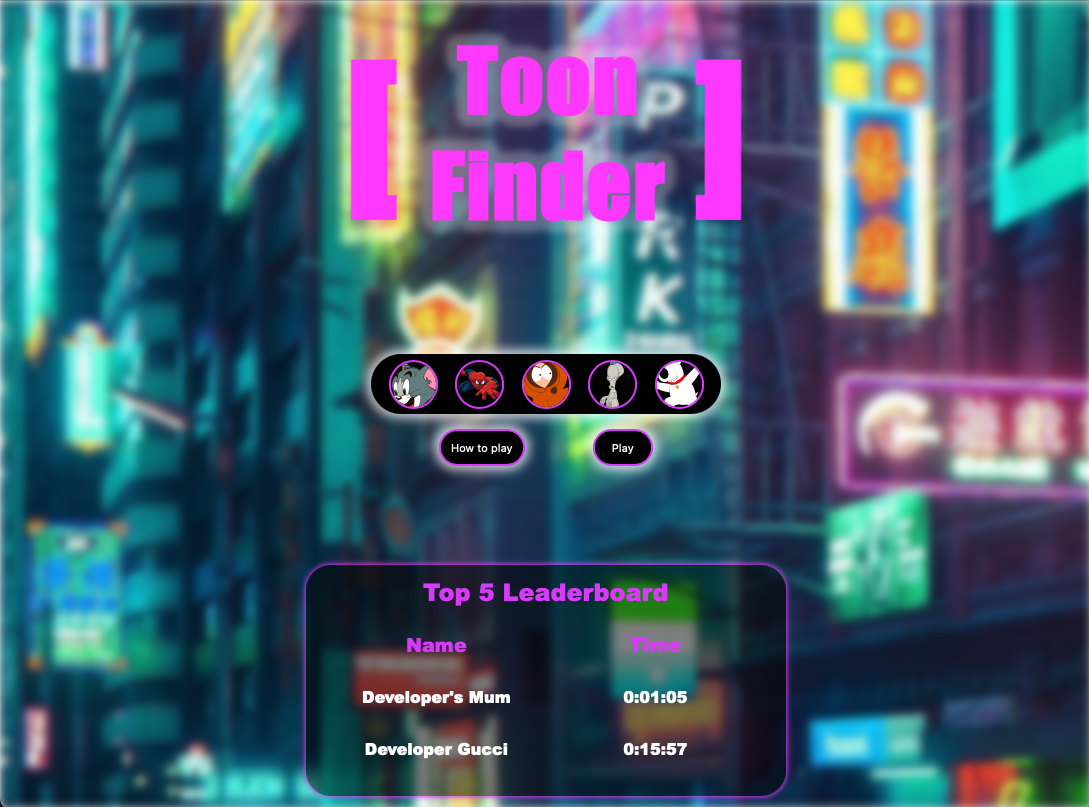 [ Toon
Finder ]
P
R K
How to play
Play
Top 5 Leaderboard
Name Time
Developer's Mum 0:01:05
Developer Gucci 0:15:57